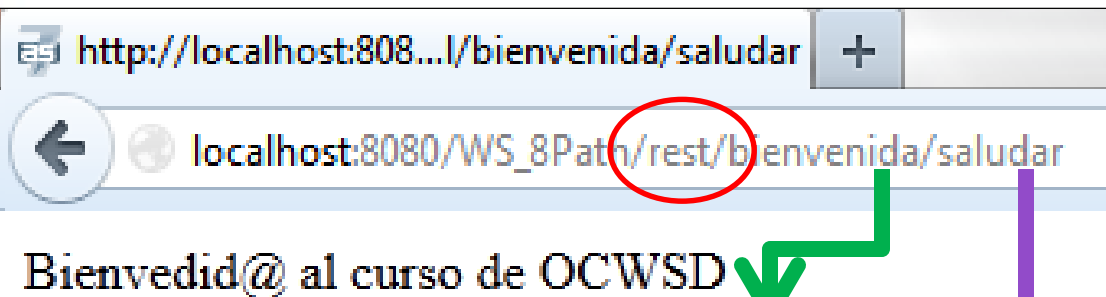 http://localhost:808...l/bienvenida/saludar
localhost:8080/WS_8Path/rest/bienvenida/saludar
Bienvedid@ al curso de OCWSD